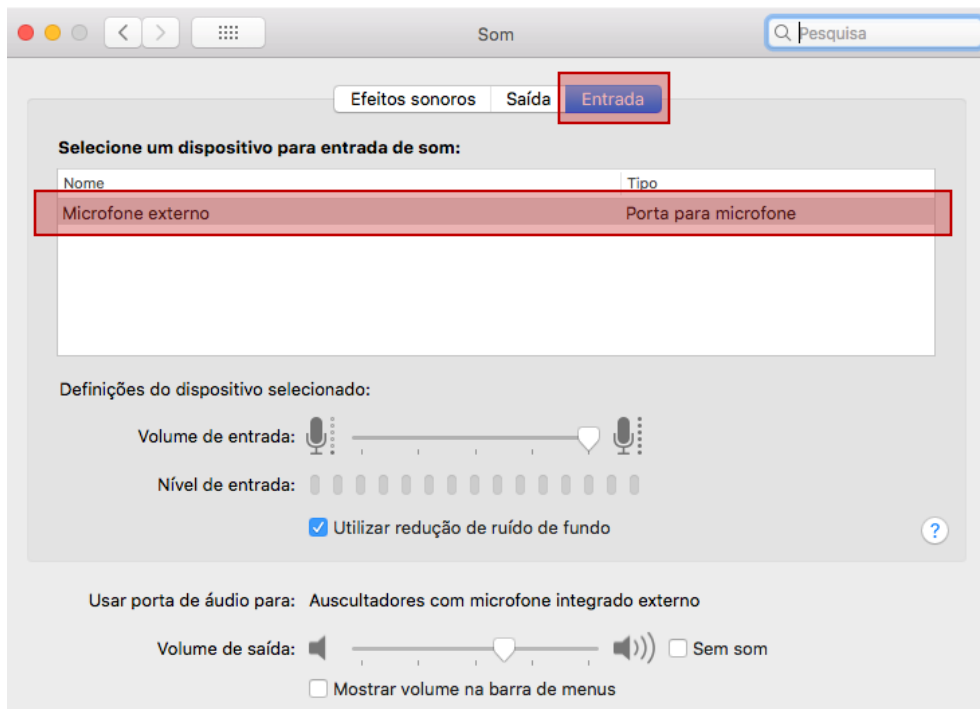 Som
Pesquisa
Efeitos sonoros Saída Entrada
Selecione um dispositivo para entrada de som:
Nome Tipo
Microfone externo Porta para microfone
Definições do dispositivo selecionado:
Volume de entrada:
Nível de entrada:
Utilizar redução de ruído de fundo
?
Usar porta de áudio para: Auscultadores com microfone integrado externo
Volume de saída: Sem som
Mostrar volume na barra de menus